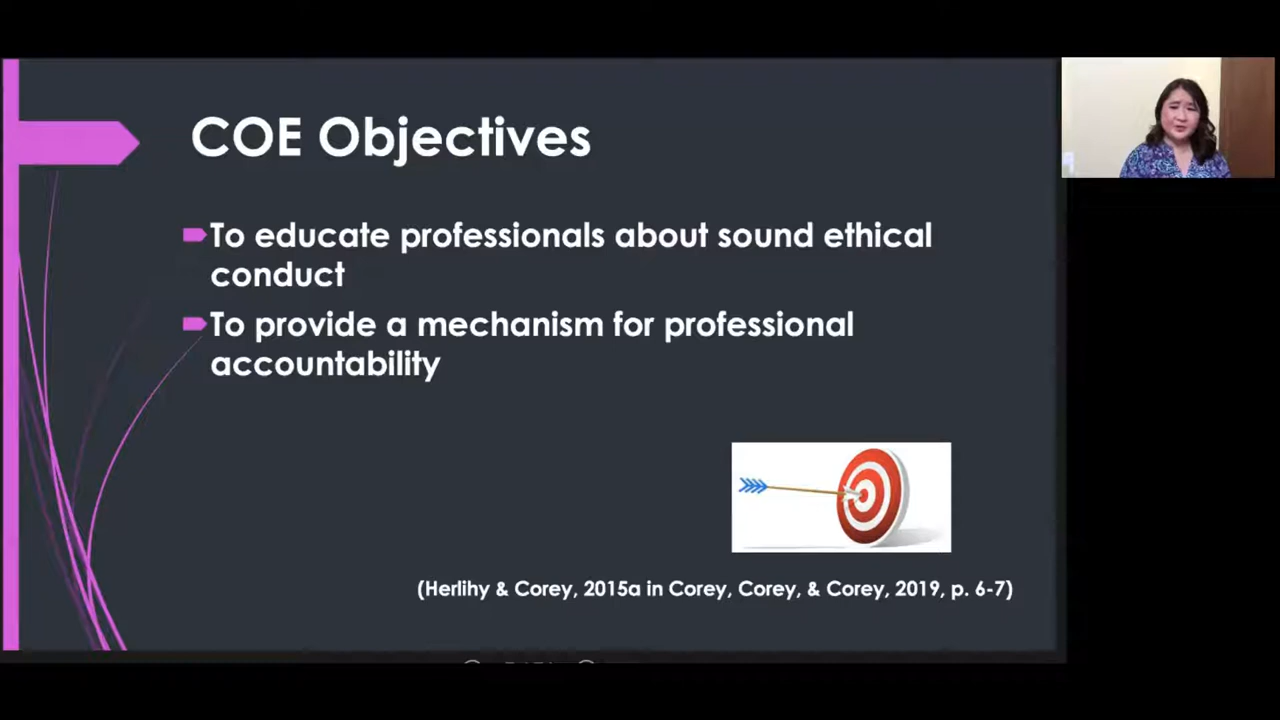 COE Objectives
To educate professionals about sound ethical
conduct
To provide a mechanism for professional
accountability
(Herlihy & Corey, 2015a in Corey, Corey, & Corey, 2019, p. 6-7)